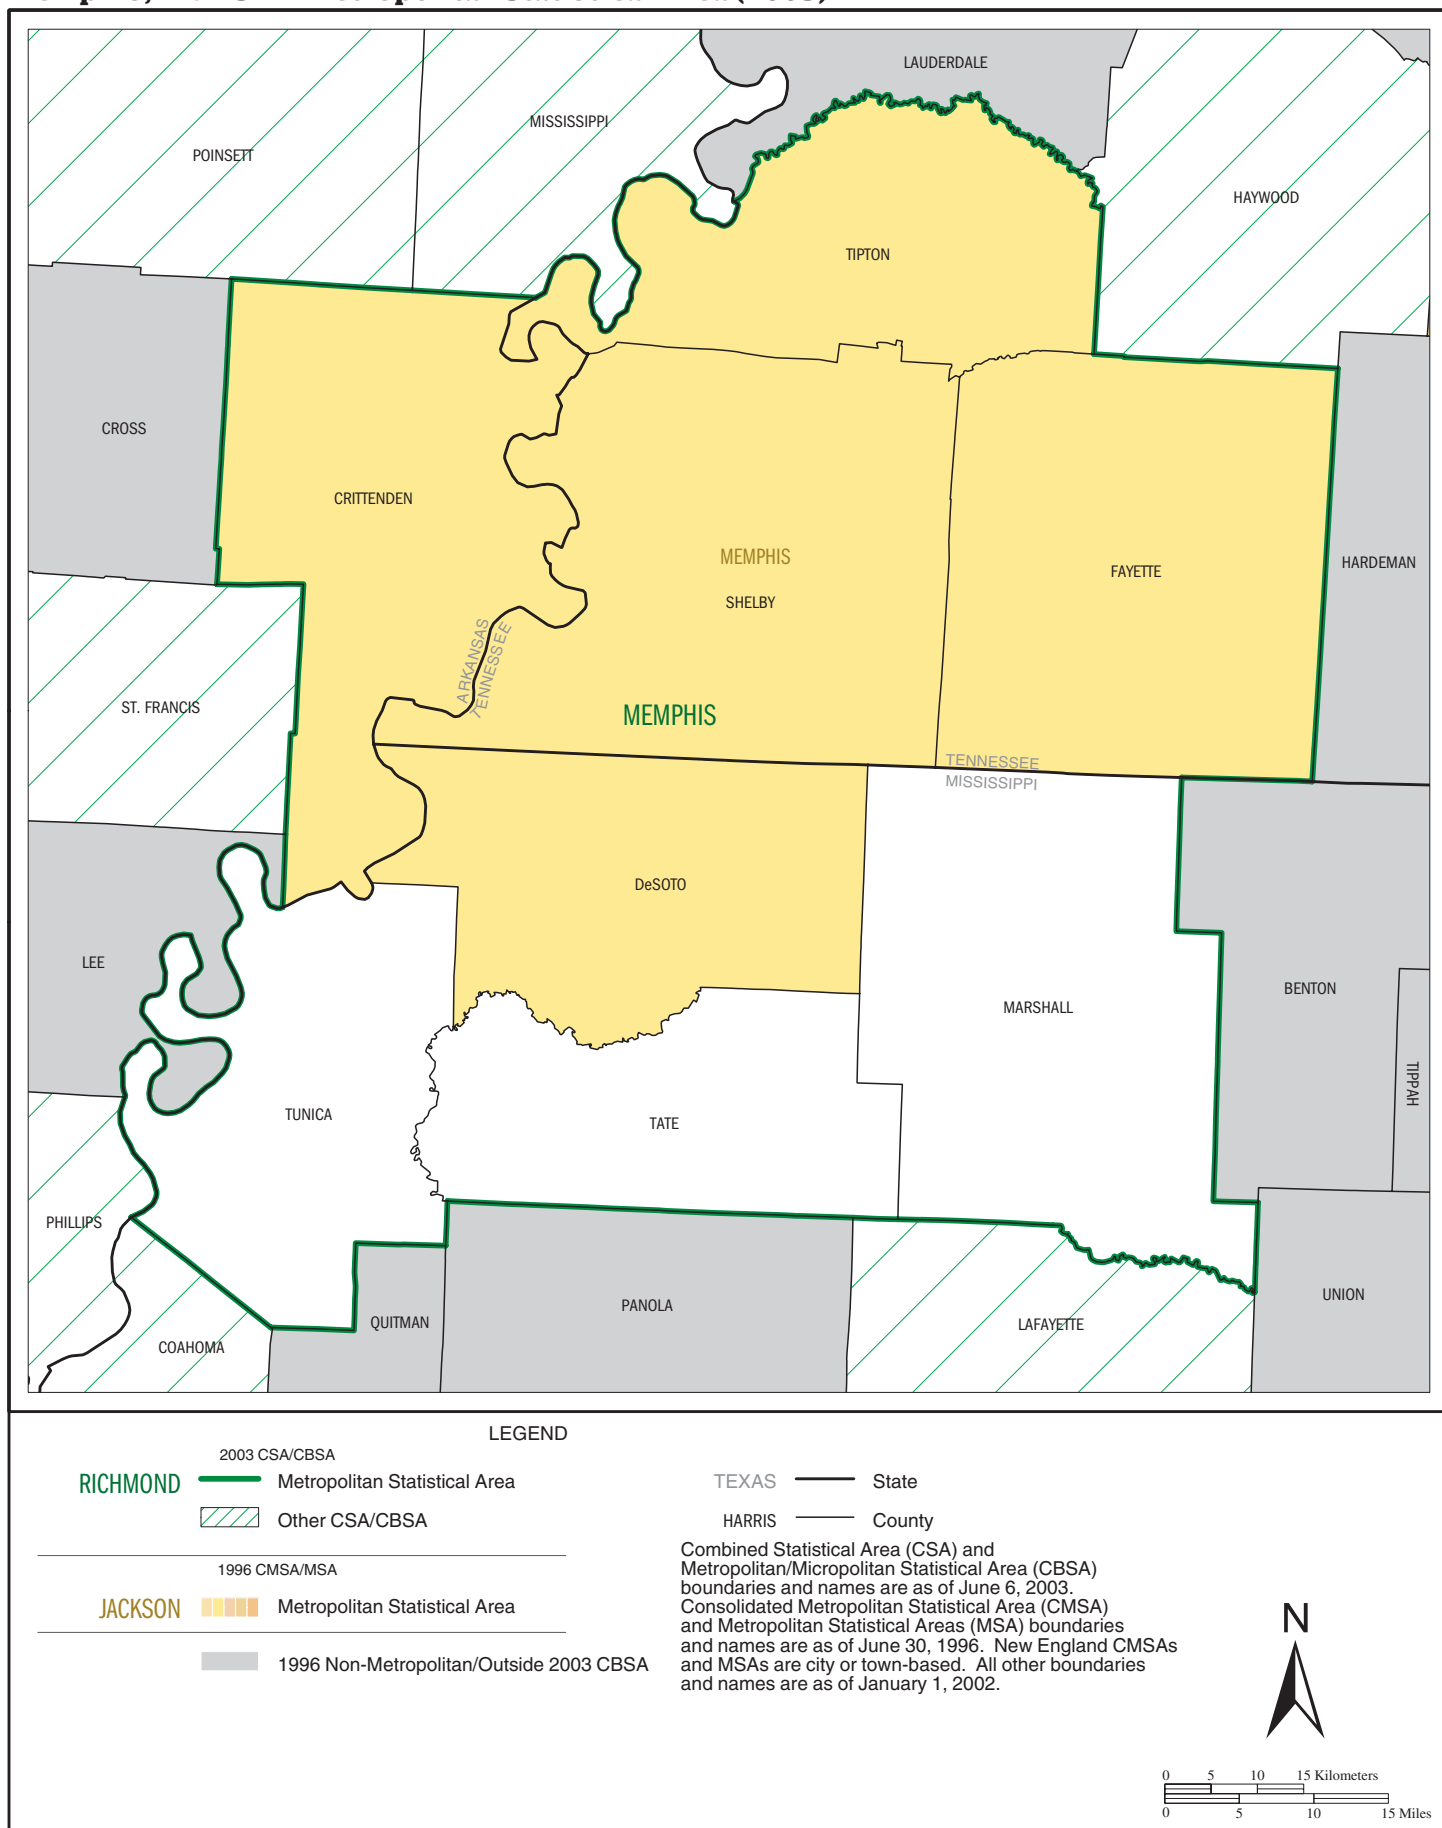 LAUDERDALE
MISSISSIPPI
POINSETT
HAYWOOD
TIPTON
CROSS
CRITTENDEN
MEMPHIS
HARDEMAN
FAYETTE
SHELBY
ARKANSAS
TENNESSEE
ST. FRANCIS
MEMPHIS
TENNESSEE
MISSISSIPPI
DeSOTO
LEE
BENTON
MARSHALL
TIPPAH
TUNICA
TATE
PHILLIPS
UNION
PANOLA
QUITMAN
LAFAYETTE
COAHOMA
LEGEND
2003 CSA/CBSA
RICHMOND Metropolitan Statistical Area
Other CSA/CBSA
1996 CMSA/MSA
JACKSON Metropolitan Statistical Area
1996 Non-Metropolitan/Outside 2003 CBSA
TEXAS State
HARRIS County
Combined Statistical Area (CSA) and
Metropolitan/Micropolitan Statistical Area (CBSA)
boundaries and names are as of June 6, 2003.
Consolidated Metropolitan Statistical Area (CMSA)
and Metropolitan Statistical Areas (MSA) boundaries
and names are as of June 30, 1996. New England CMSAs
and MSAs are city or town-based. All other boundaries
and names are as of January 1, 2002.
N
0 5 10 15 Kilometers
0 5 10 15 Miles